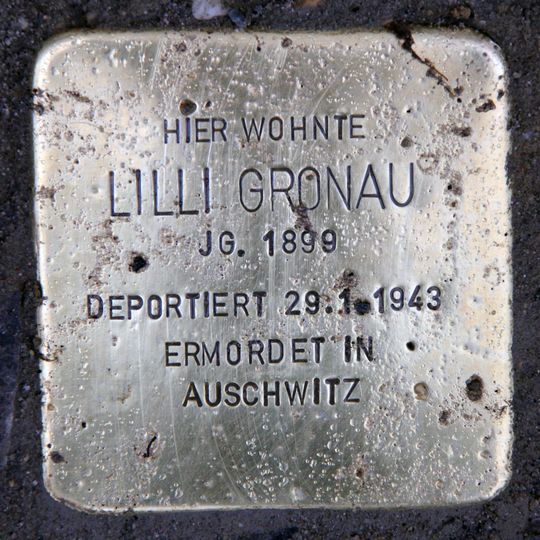 HIER WOHNTE
LILLI GRONAU
JG. 1899
DEPORTIERT 29.1.1943
ERMORDET IN
AUSCHWITZ